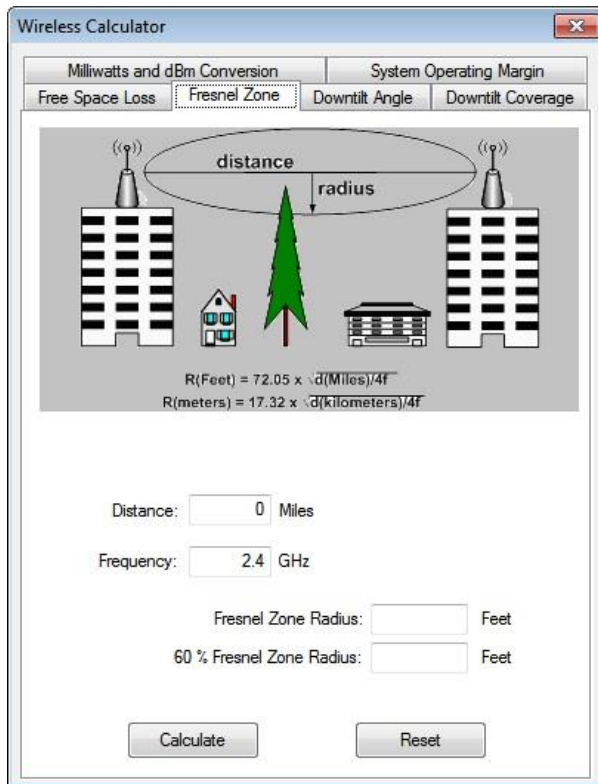 Wireless Calculator
Milliwatts and dBm Conversion
System Operating Margin
Free Space Loss
Fresnel Zone
Downtilt Angle
Downtilt Coverage
((•))
((•))
distance
radius
R(Feet) = 72.05 x √d(Miles)/4f
R(meters) = 17.32 x √d(kilometers)/4f
Distance: 0 Miles
Frequency: 2.4 GHz
Fresnel Zone Radius: Feet
60 % Fresnel Zone Radius: Feet
Calculate
Reset